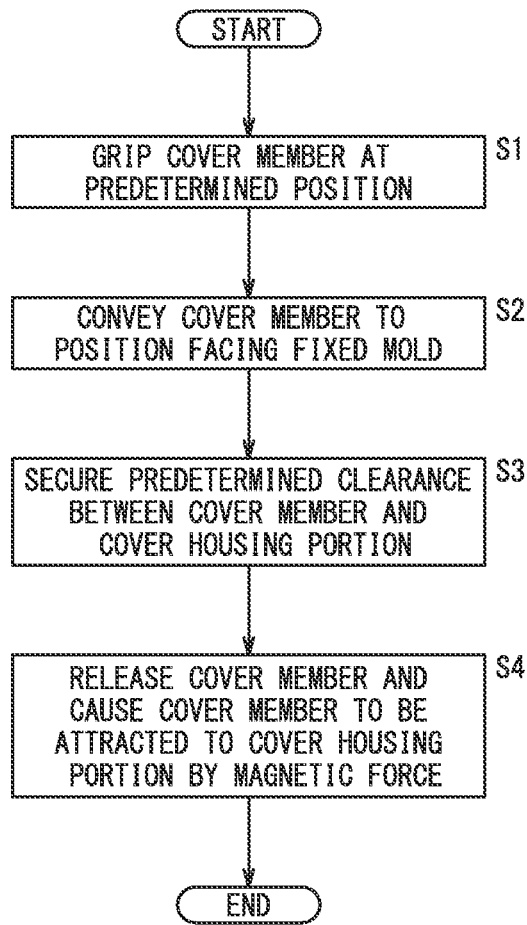 START
GRIP COVER MEMBER AT
PREDETERMINED POSITION
S1
CONVEY COVER MEMBER TO
POSITION FACING FIXED MOLD
S2
SECURE PREDETERMINED CLEARANCE
BETWEEN COVER MEMBER AND
COVER HOUSING PORTION
S3
RELEASE COVER MEMBER AND
CAUSE COVER MEMBER TO BE
ATTRACTED TO COVER HOUSING
PORTION BY MAGNETIC FORCE
S4
END